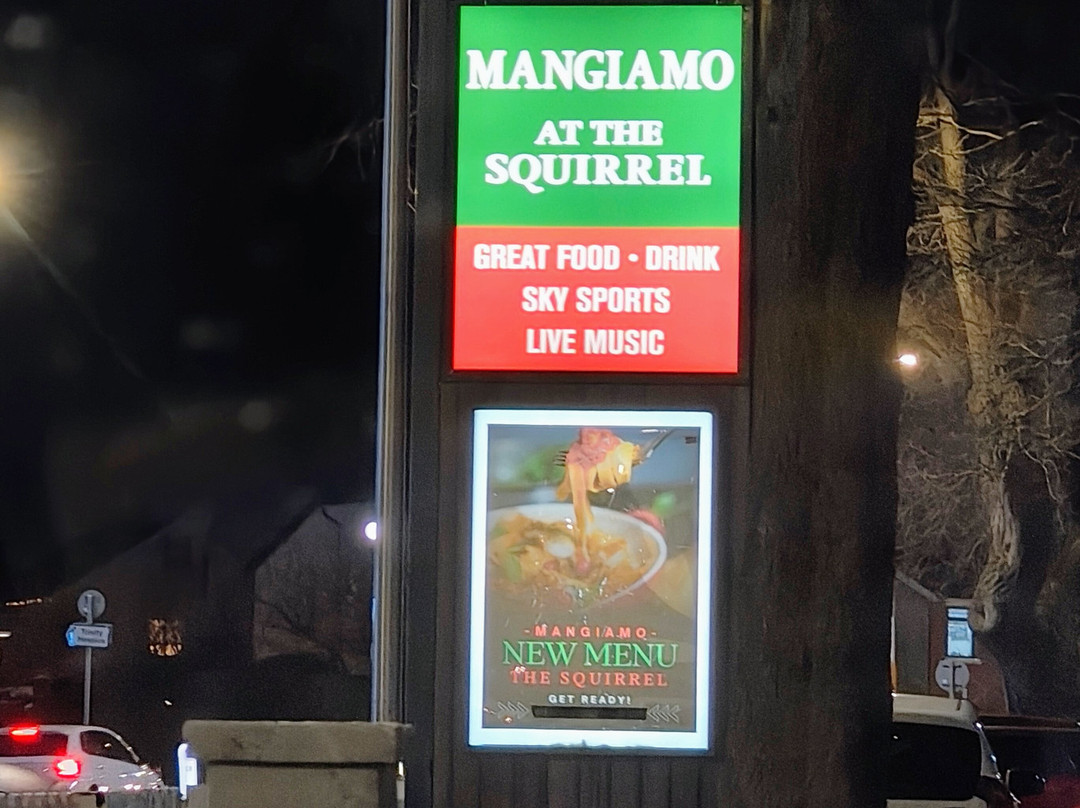 MANGIAMO
AT THE
SQUIRREL
GREAT FOOD • DRINK
SKY SPORTS
LIVE MUSIC
-MANGIAMO-
NEW MENU
THE SQUIRREL
GET READY!